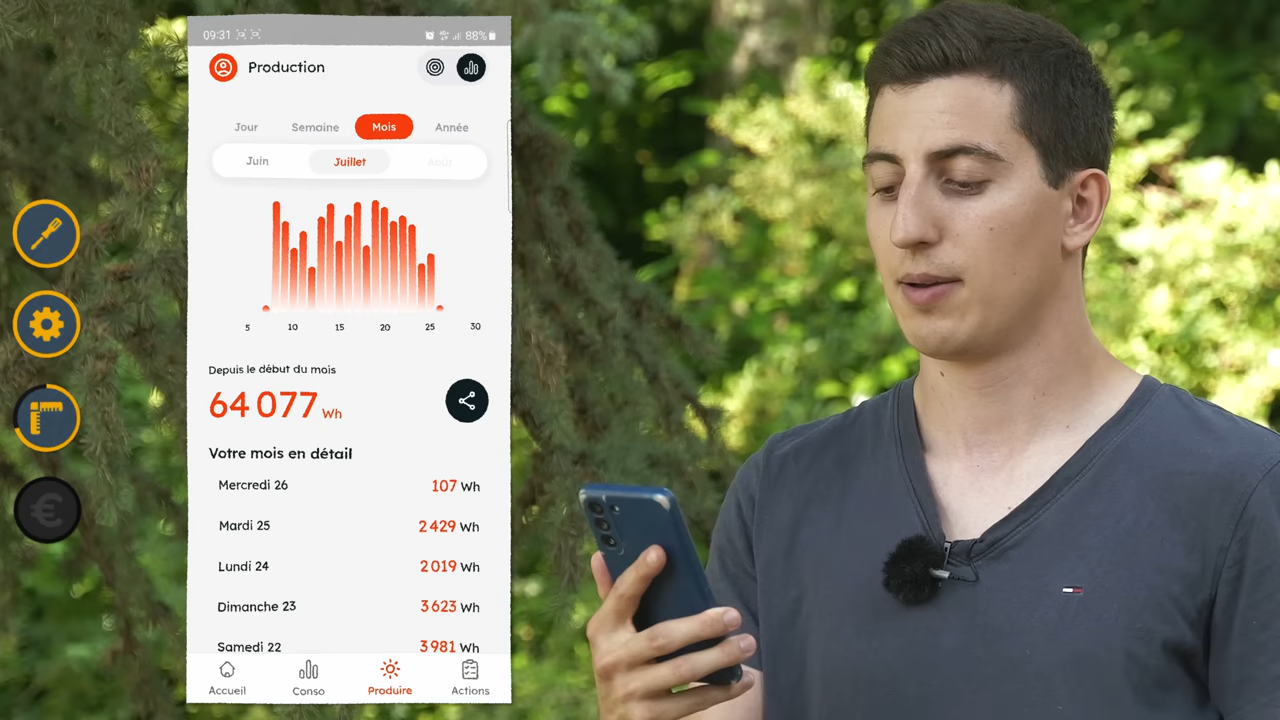 09:31 88%
Production
Jour Semaine Mois Année
Juin Juillet Août
5 10 15 20 25 30
Depuis le début du mois
64 077 Wh
Votre mois en détail
Mercredi 26 107 Wh
Mardi 25 2 429 Wh
Lundi 24 2 019 Wh
Dimanche 23 3 623 Wh
Samedi 22 3 981 Wh
Accueil Conso Produire Actions
€